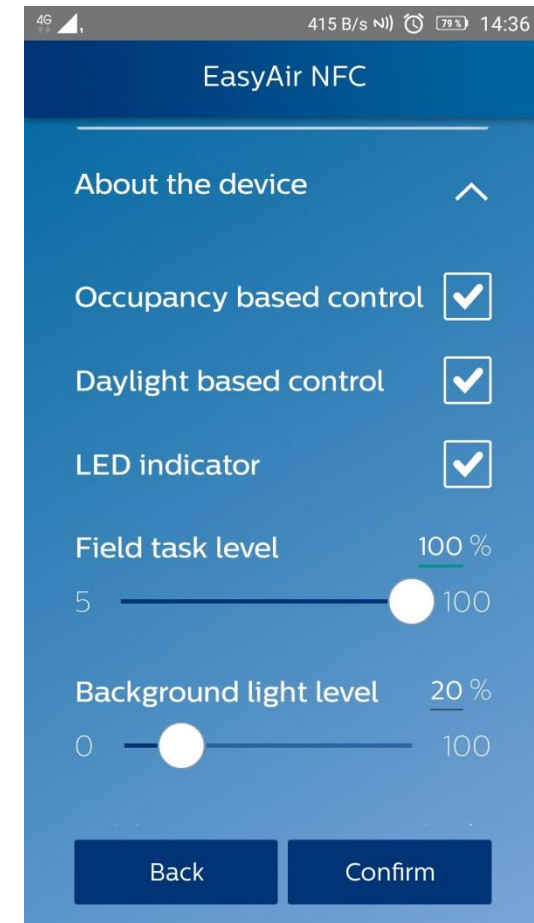 4G 415 B/s 79% 14:36
EasyAir NFC
About the device
Occupancy based control
Daylight based control
LED indicator
Field task level 100 %
5 100
Background light level 20 %
0 100
Back Confirm